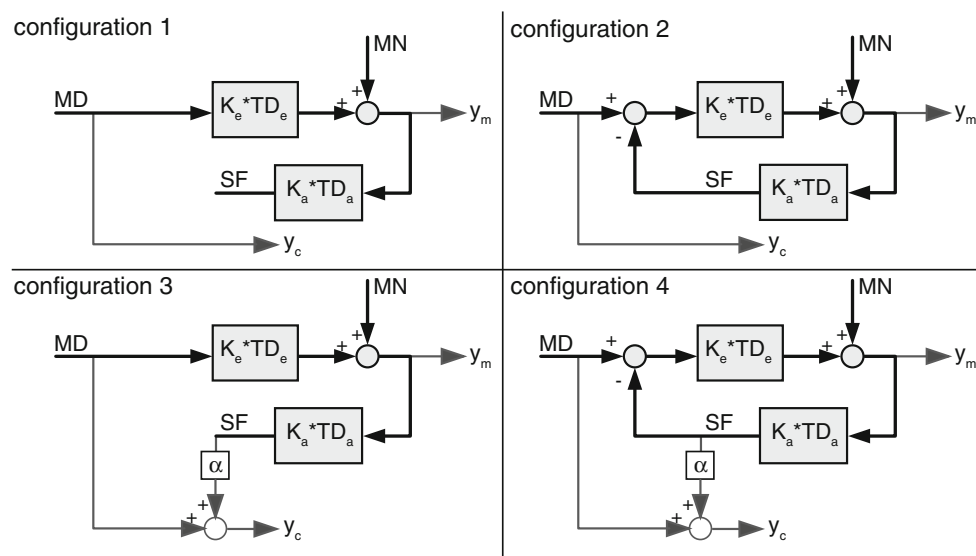 configuration 1
MN
MD
K_e*TD_e
+
+
y_m
SF
K_a*TD_a
y_c
configuration 2
MN
MD
+
-
K_e*TD_e
+
+
y_m
SF
K_a*TD_a
y_c
configuration 3
MN
MD
K_e*TD_e
+
+
y_m
SF
K_a*TD_a
α
+
+
y_c
configuration 4
MN
MD
+
-
K_e*TD_e
+
+
y_m
SF
K_a*TD_a
α
+
+
y_c